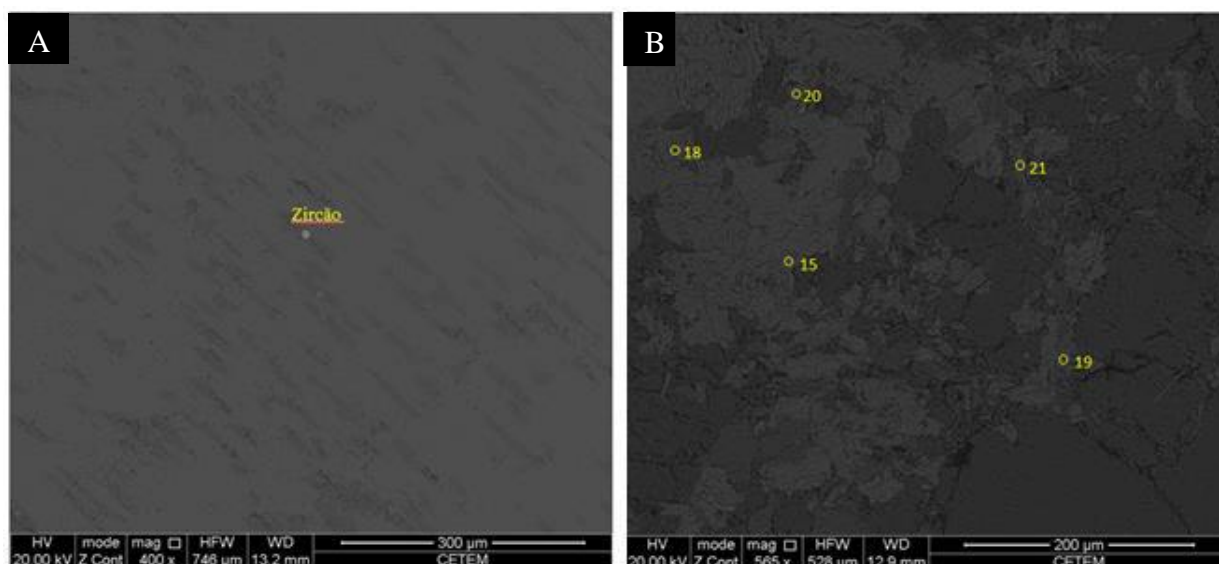 A
Zircão
HV mode mag HFW WD 300 µm
20.00 kV Z Cont 400 x 746 µm 13.2 mm CETEM
B
20
18
21
15
19
HV mode mag HFW WD 200 µm
20.00 kV Z Cont 565 x 528 µm 12.9 mm CETEM